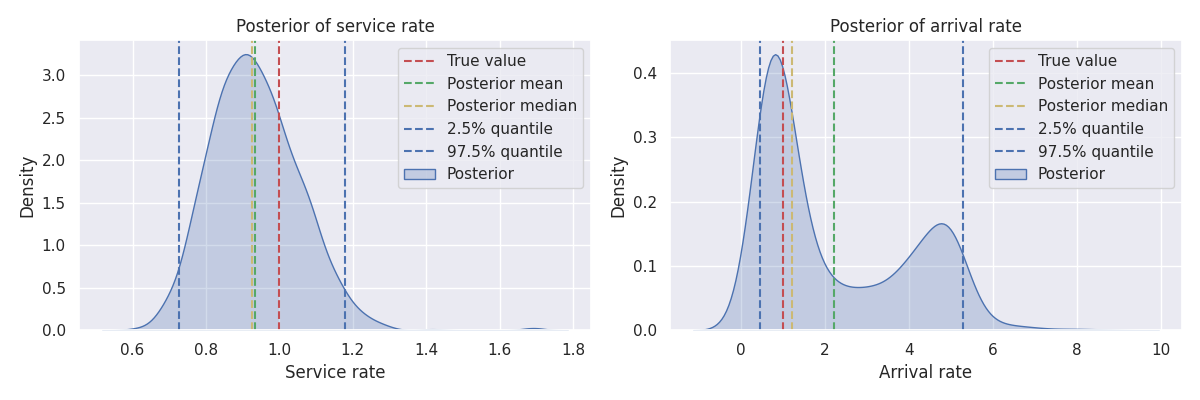 Posterior of service rate
Density
3.0
2.5
2.0
1.5
1.0
0.5
0.0
0.6 0.8 1.0 1.2 1.4 1.6 1.8
Service rate
True value
Posterior mean
Posterior median
2.5% quantile
97.5% quantile
Posterior
Posterior of arrival rate
Density
0.4
0.3
0.2
0.1
0.0
0 2 4 6 8 10
Arrival rate
True value
Posterior mean
Posterior median
2.5% quantile
97.5% quantile
Posterior